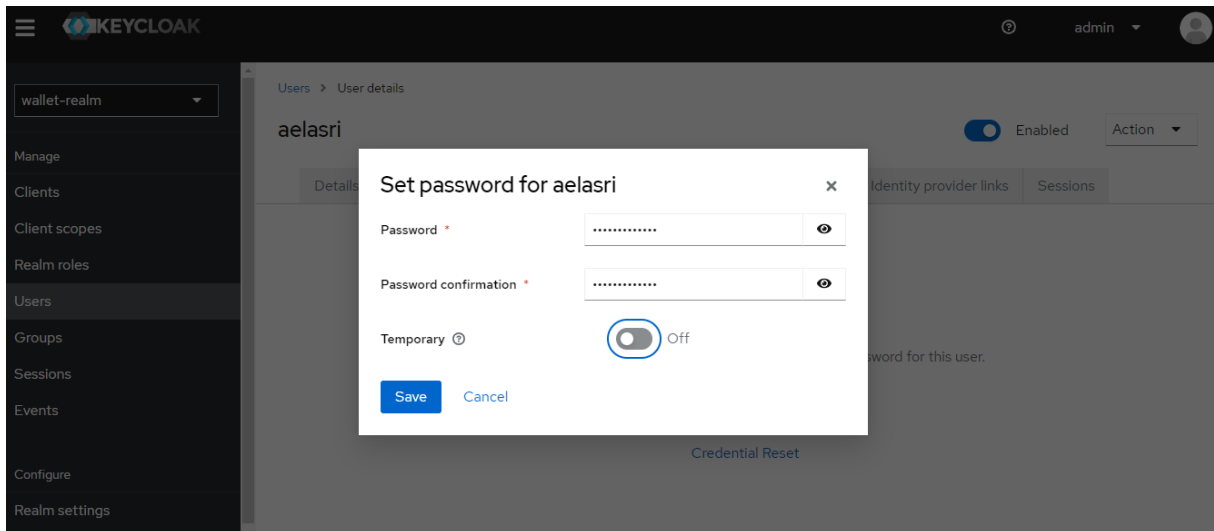 KEYCLOAK
admin
wallet-realm
Manage
Clients
Client scopes
Realm roles
Users
Groups
Sessions
Events
Configure
Realm settings
Users > User details
aelasri
Enabled
Action
Details
Identity provider links
Sessions
Set password for aelasri
Password *
•••••••••••••
Password confirmation *
•••••••••••••
Temporary
Off
Save Cancel
sword for this user.
Credential Reset